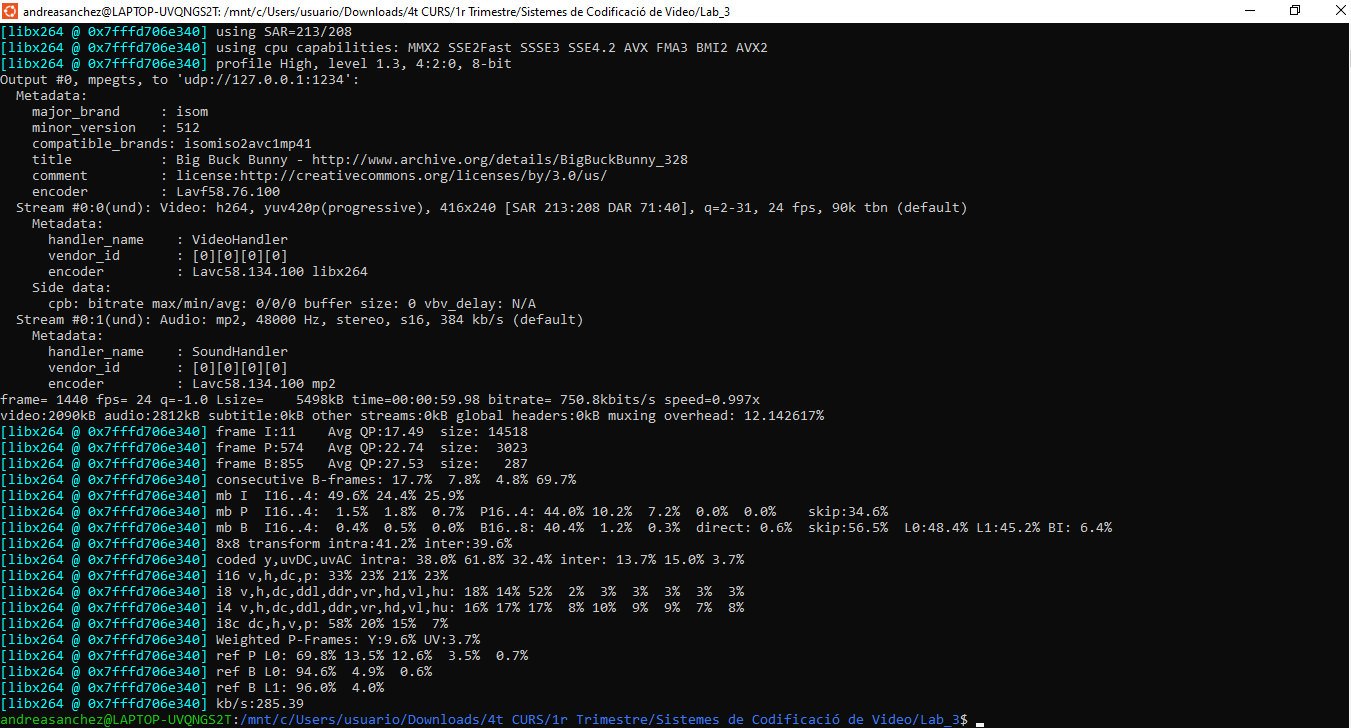 andreasanchez@LAPTOP-UVQNGS2T: /mnt/c/Users/usuario/Downloads/4t CURS/1r Trimestre/Sistemes de Codificació de Video/Lab_3
[libx264 @ 0x7fffd706e340] using SAR=213/208
[libx264 @ 0x7fffd706e340] using cpu capabilities: MMX2 SSE2Fast SSSE3 SSE4.2 AVX FMA3 BMI2 AVX2
[libx264 @ 0x7fffd706e340] profile High, level 1.3, 4:2:0, 8-bit
Output #0, mpegts, to 'udp://127.0.0.1:1234':
  Metadata:
    major_brand     : isom
    minor_version   : 512
    compatible_brands: isomiso2avc1mp41
    title           : Big Buck Bunny - http://www.archive.org/details/BigBuckBunny_328
    comment         : license:http://creativecommons.org/licenses/by/3.0/us/
    encoder         : Lavf58.76.100
  Stream #0:0(und): Video: h264, yuv420p(progressive), 416x240 [SAR 213:208 DAR 71:40], q=2-31, 24 fps, 90k tbn (default)
    Metadata:
      handler_name    : VideoHandler
      vendor_id       : [0][0][0][0]
      encoder         : Lavc58.134.100 libx264
    Side data:
      cpb: bitrate max/min/avg: 0/0/0 buffer size: 0 vbv_delay: N/A
  Stream #0:1(und): Audio: mp2, 48000 Hz, stereo, s16, 384 kb/s (default)
    Metadata:
      handler_name    : SoundHandler
      vendor_id       : [0][0][0][0]
      encoder         : Lavc58.134.100 mp2
frame= 1440 fps= 24 q=-1.0 Lsize=    5498kB time=00:00:59.98 bitrate= 750.8kbits/s speed=0.997x
video:2090kB audio:2812kB subtitle:0kB other streams:0kB global headers:0kB muxing overhead: 12.142617%
[libx264 @ 0x7fffd706e340] frame I:11    Avg QP:17.49  size: 14518
[libx264 @ 0x7fffd706e340] frame P:574   Avg QP:22.74  size:  3023
[libx264 @ 0x7fffd706e340] frame B:855   Avg QP:27.53  size:   287
[libx264 @ 0x7fffd706e340] consecutive B-frames: 17.7%  7.8%  4.8% 69.7%
[libx264 @ 0x7fffd706e340] mb I  I16..4: 49.6% 24.4% 25.9%
[libx264 @ 0x7fffd706e340] mb P  I16..4:  1.5%  1.8%  0.7%  P16..4: 44.0% 10.2%  7.2%  0.0%  0.0%    skip:34.6%
[libx264 @ 0x7fffd706e340] mb B  I16..4:  0.4%  0.5%  0.0%  B16..8: 40.4%  1.2%  0.3%  direct: 0.6%  skip:56.5%  L0:48.4% L1:45.2% BI: 6.4%
[libx264 @ 0x7fffd706e340] 8x8 transform intra:41.2% inter:39.6%
[libx264 @ 0x7fffd706e340] coded y,uvDC,uvAC intra: 38.0% 61.8% 32.4% inter: 13.7% 15.0% 3.7%
[libx264 @ 0x7fffd706e340] i16 v,h,dc,p: 33% 23% 21% 23%
[libx264 @ 0x7fffd706e340] i8 v,h,dc,ddl,ddr,vr,hd,vl,hu: 18% 14% 52%  2%  3%  3%  3%  3%  3%
[libx264 @ 0x7fffd706e340] i4 v,h,dc,ddl,ddr,vr,hd,vl,hu: 16% 17% 17%  8% 10%  9%  9%  7%  8%
[libx264 @ 0x7fffd706e340] i8c dc,h,v,p: 58% 20% 15%  7%
[libx264 @ 0x7fffd706e340] Weighted P-Frames: Y:9.6% UV:3.7%
[libx264 @ 0x7fffd706e340] ref P L0: 69.8% 13.5% 12.6%  3.5%  0.7%
[libx264 @ 0x7fffd706e340] ref B L0: 94.6%  4.9%  0.6%
[libx264 @ 0x7fffd706e340] ref B L1: 96.0%  4.0%
[libx264 @ 0x7fffd706e340] kb/s:285.39
andreasanchez@LAPTOP-UVQNGS2T:/mnt/c/Users/usuario/Downloads/4t CURS/1r Trimestre/Sistemes de Codificació de Video/Lab_3$